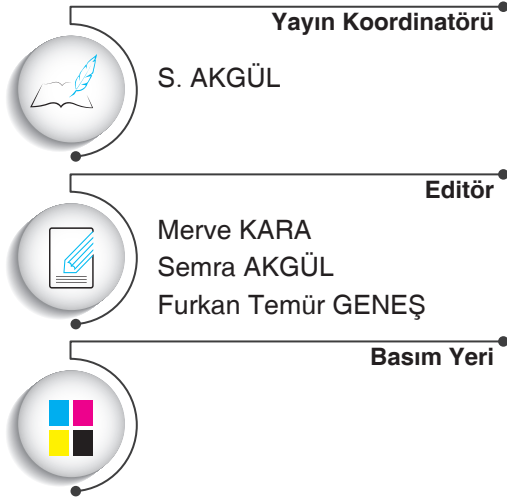 Yayın Koordinatörü
S. AKGÜL
Editör
Merve KARA
Semra AKGÜL
Furkan Temür GENEŞ
Basım Yeri